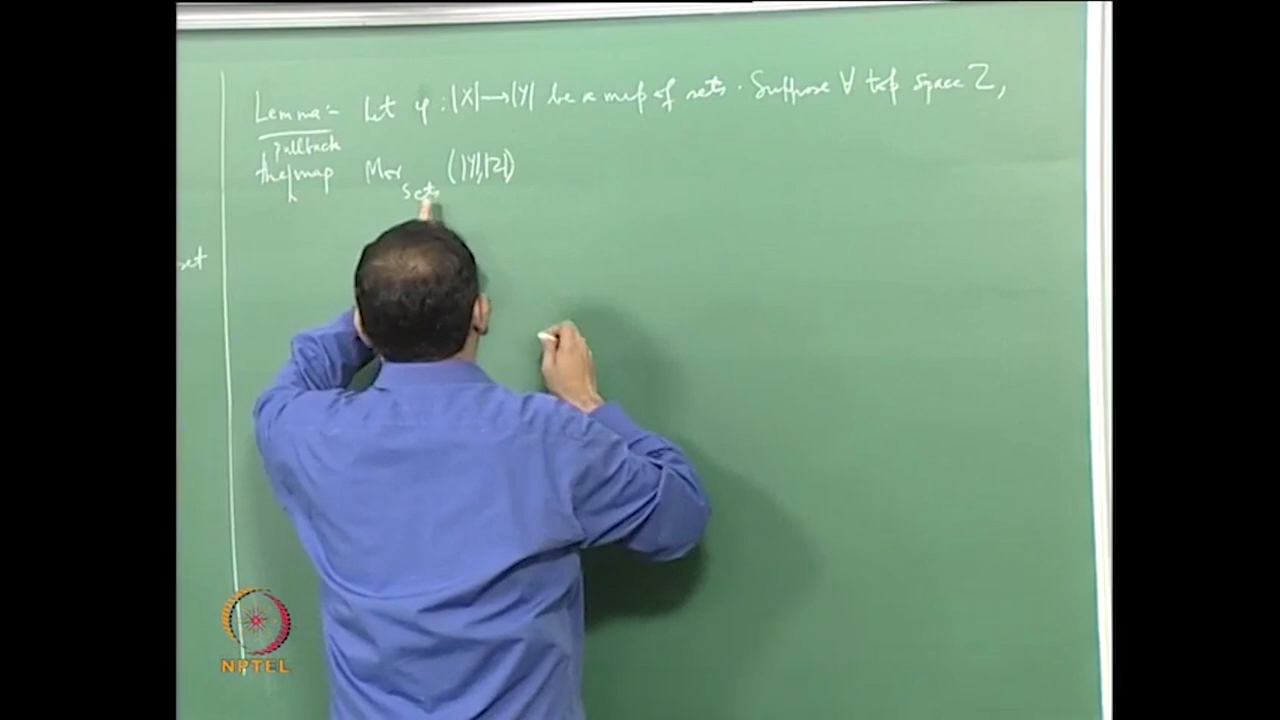 Lemma:- Let φ : |X| → |Y| be a map of sets. Suppose ∀ top space Z,
pullback
the map Mor Sets (|Y|,|Z|)
set
NPTEL